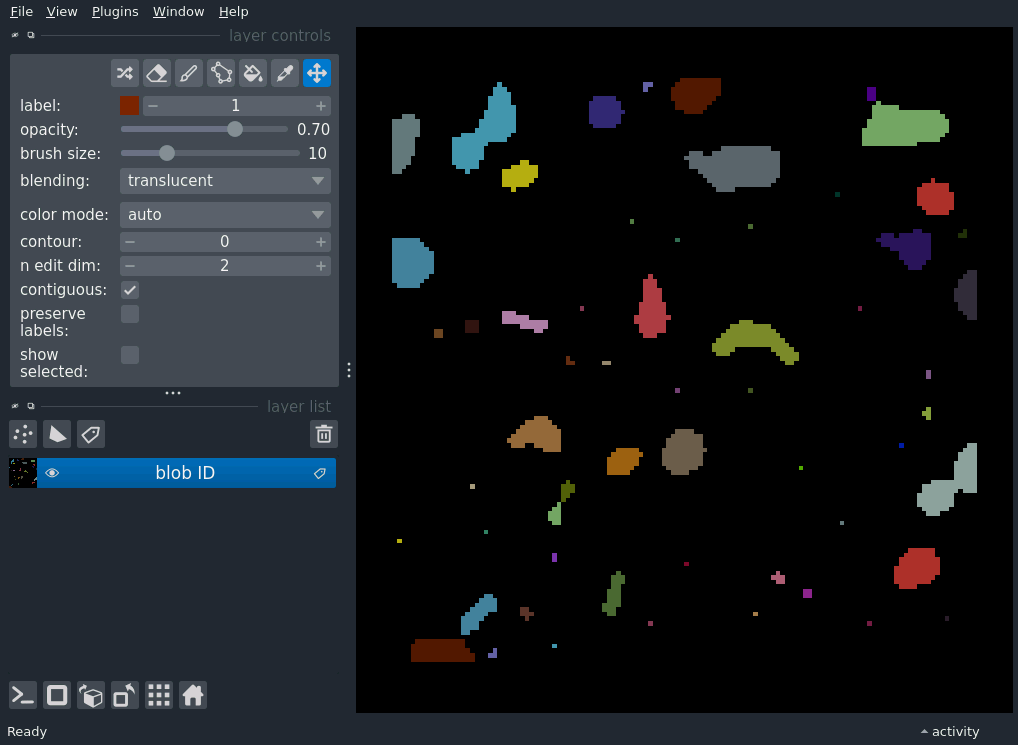 File View Plugins Window Help
layer controls
label: 1
opacity: 0.70
brush size: 10
blending: translucent
color mode: auto
contour: 0
n edit dim: 2
contiguous:
preserve
labels:
show
selected:
layer list
blob ID
Ready activity